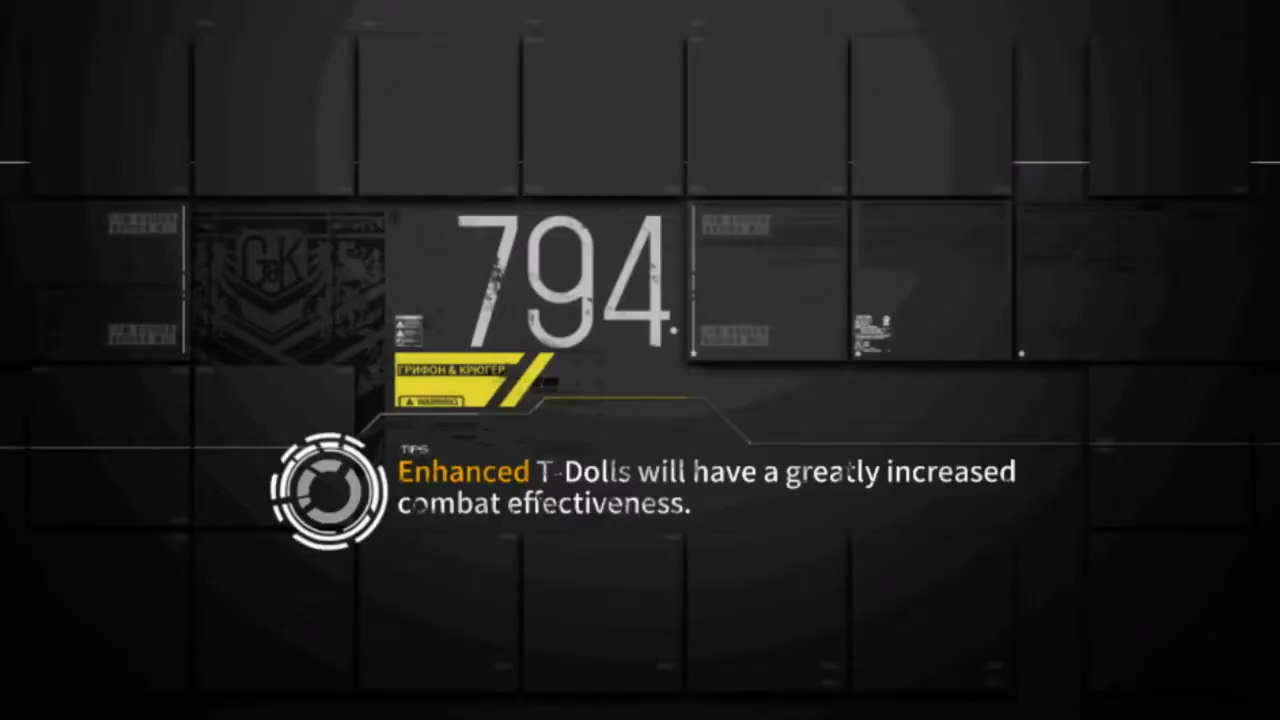 G&K
794.
ГРИФОН & КРЮГЕР
WARNING
TIPS
Enhanced T-Dolls will have a greatly increased
combat effectiveness.